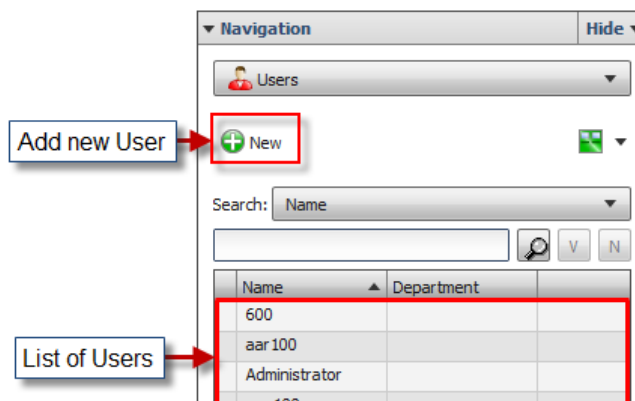 Navigation
Hide
Users
Add new User
New
Search: Name
V N
Name Department
600
aar100
List of Users
Administrator